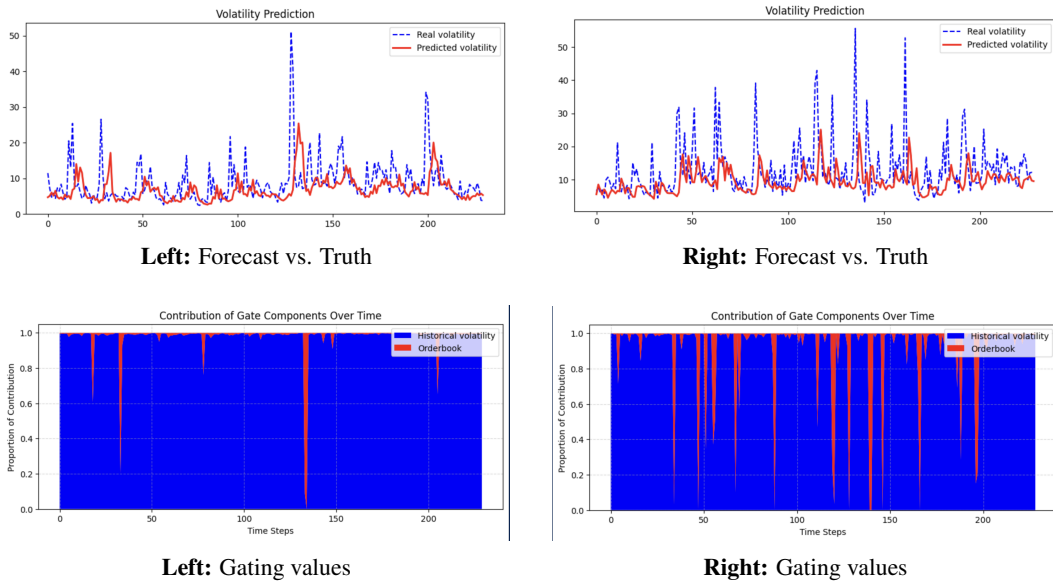 Volatility Prediction
Real volatility
Predicted volatility
50
40
30
20
10
0
0
50
100
150
200
Left: Forecast vs. Truth
Volatility Prediction
Real volatility
Predicted volatility
50
40
30
20
10
0
50
100
150
200
Right: Forecast vs. Truth
Contribution of Gate Components Over Time
Historical volatility
Orderbook
Proportion of Contribution
1.0
0.8
0.6
0.4
0.2
0.0
0
50
100
150
200
Time Steps
Left: Gating values
Contribution of Gate Components Over Time
Historical volatility
Orderbook
Proportion of Contribution
1.0
0.8
0.6
0.4
0.2
0.0
0
50
100
150
200
Time Steps
Right: Gating values